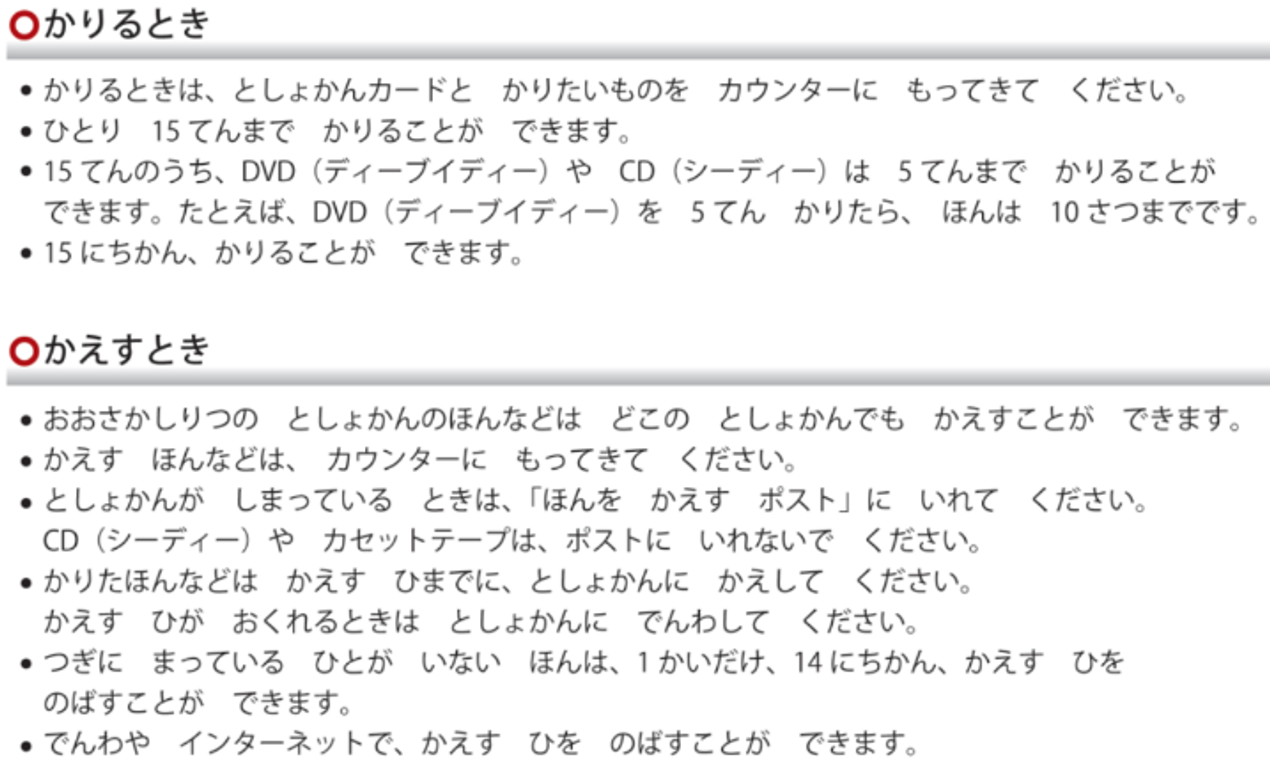 ○かりるとき
• かりるときは、としょかんカードと　かりたいものを　カウンターに　もってきて　ください。
• ひとり　15 てんまで　かりることが　できます。
• 15 てんのうち、DVD（ディーブイディー）や　CD（シーディー）は　5 てんまで　かりることが
できます。たとえば、DVD（ディーブイディー）を　5 てん　かりたら、　ほんは　10 さつまでです。
• 15 にちかん、かりることが　できます。
○かえすとき
• おおさかしりつの　としょかんのほんなどは　どこの　としょかんでも　かえすことが　できます。
• かえす　ほんなどは、　カウンターに　もってきて　ください。
• としょかんが　しまっている　ときは、「ほんを　かえす　ポスト」に　いれて　ください。
CD（シーディー）や　カセットテープは、ポストに　いれないで　ください。
• かりたほんなどは　かえす　ひまでに、としょかんに　かえして　ください。
かえす　ひが　おくれるときは　としょかんに　でんわして　ください。
• つぎに　まっている　ひとが　いない　ほんは、1 かいだけ、14 にちかん、かえす　ひを
のばすことが　できます。
• でんわや　インターネットで、かえす　ひを　のばすことが　できます。